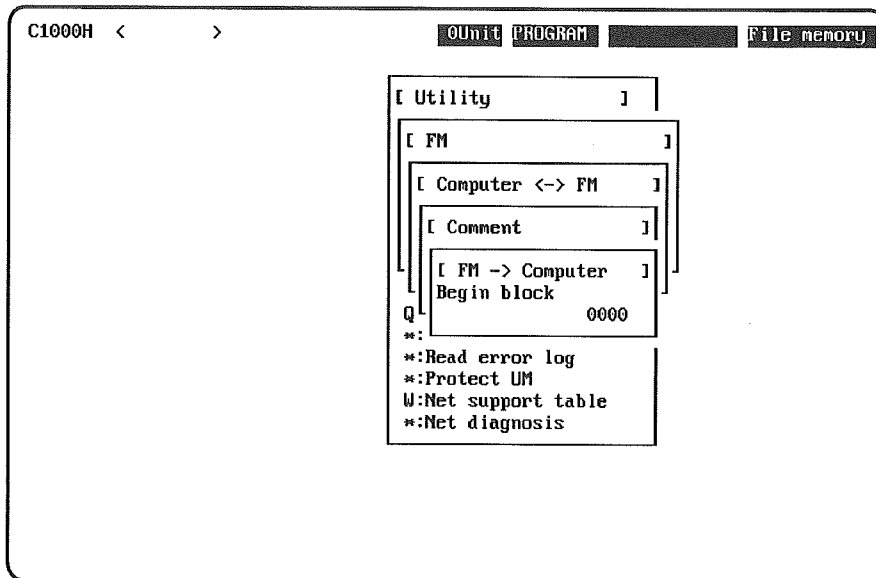 C1000H < > 0Unit PROGRAM File memory
[ Utility ]
[ FM ]
[ Computer <-> FM ]
[ Comment ]
[ FM -> Computer ]
Begin block
0000
Q
*:
*:Read error log
*:Protect UM
W:Net support table
*:Net diagnosis